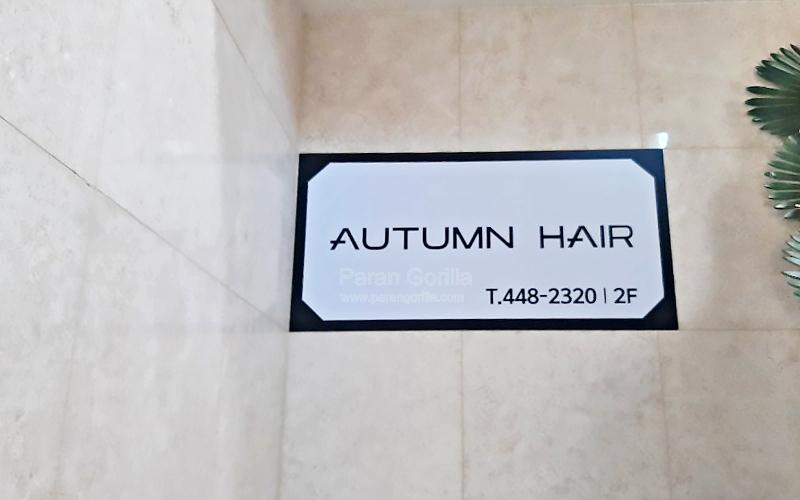 AUTUMN HAIR
Paran Gorilla
www.parangorilla.com
T.448-2320 | 2F